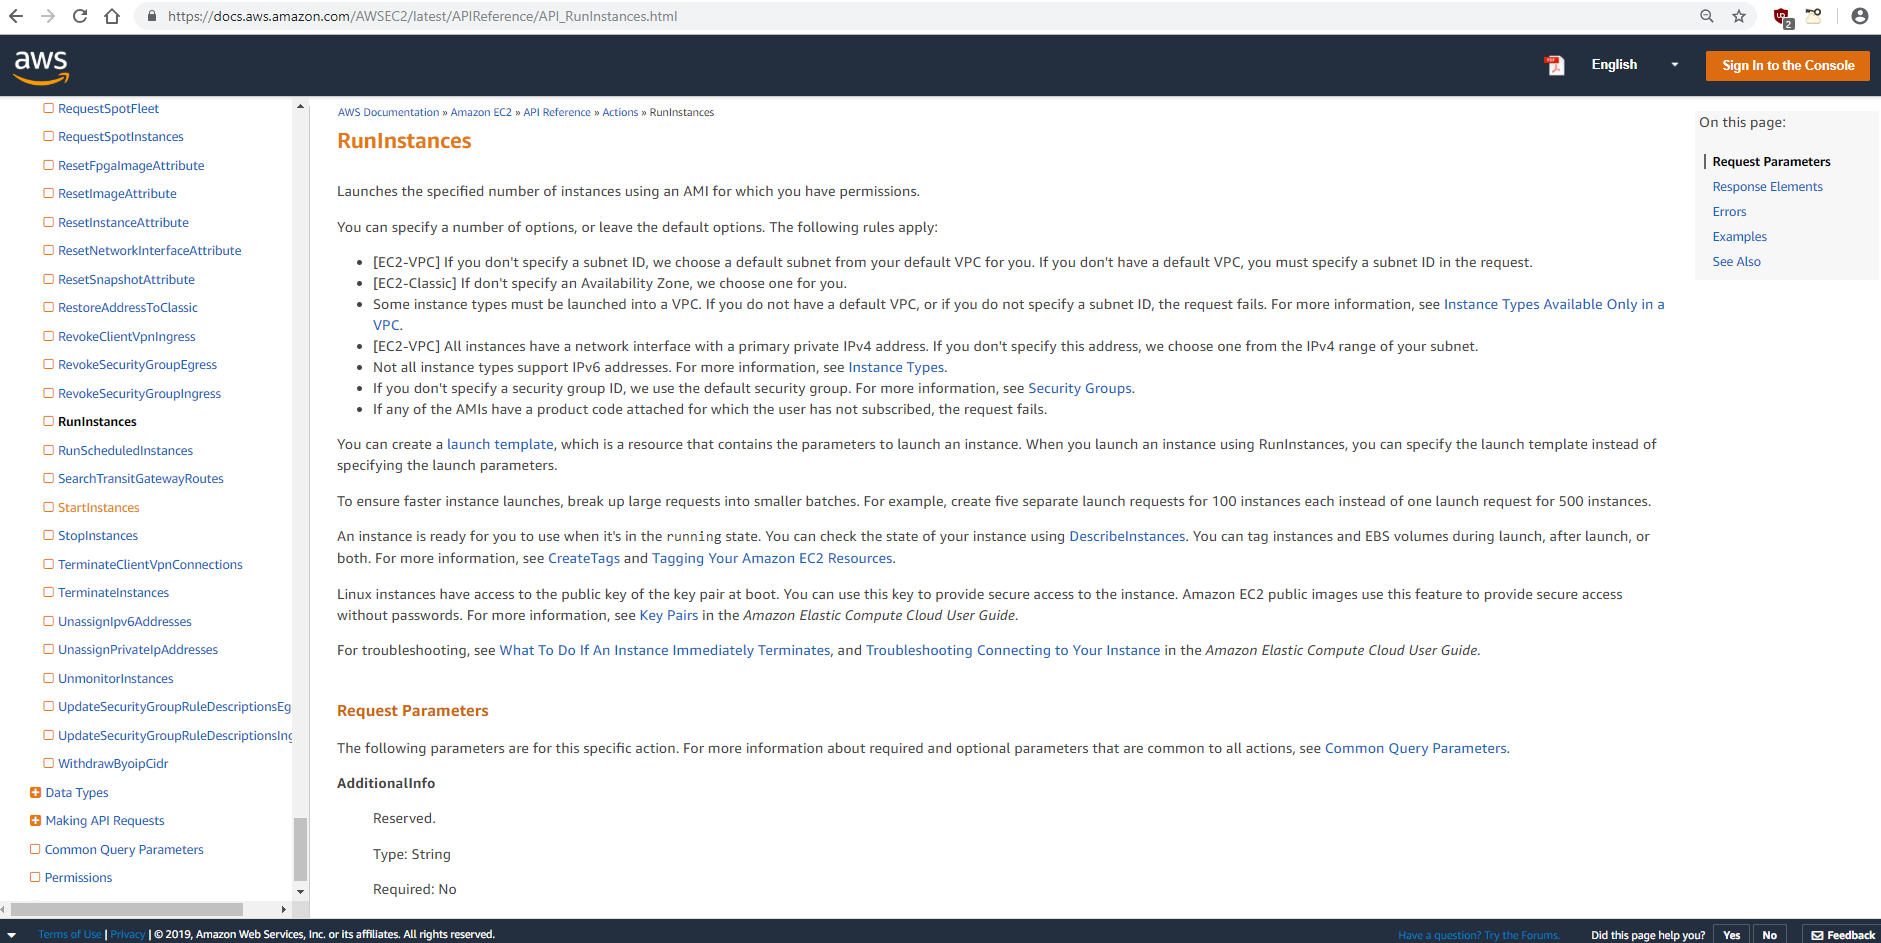 https://docs.aws.amazon.com/AWSEC2/latest/APIReference/API_RunInstances.html
2
aws
English
Sign In to the Console
RequestSpotFleet
RequestSpotInstances
ResetFpgaImageAttribute
ResetImageAttribute
ResetInstanceAttribute
ResetNetworkInterfaceAttribute
ResetSnapshotAttribute
RestoreAddressToClassic
RevokeClientVpnIngress
RevokeSecurityGroupEgress
RevokeSecurityGroupIngress
RunInstances
RunScheduledInstances
SearchTransitGatewayRoutes
StartInstances
StopInstances
TerminateClientVpnConnections
TerminateInstances
UnassignIpv6Addresses
UnassignPrivateIpAddresses
UnmonitorInstances
UpdateSecurityGroupRuleDescriptionsEg
UpdateSecurityGroupRuleDescriptionsIng
WithdrawByoipCidr
Data Types
Making API Requests
Common Query Parameters
Permissions
AWS Documentation » Amazon EC2 » API Reference » Actions » RunInstances
RunInstances
Launches the specified number of instances using an AMI for which you have permissions.
You can specify a number of options, or leave the default options. The following rules apply:
• [EC2-VPC] If you don't specify a subnet ID, we choose a default subnet from your default VPC for you. If you don't have a default VPC, you must specify a subnet ID in the request.
• [EC2-Classic] If don't specify an Availability Zone, we choose one for you.
• Some instance types must be launched into a VPC. If you do not have a default VPC, or if you do not specify a subnet ID, the request fails. For more information, see Instance Types Available Only in a
VPC.
• [EC2-VPC] All instances have a network interface with a primary private IPv4 address. If you don't specify this address, we choose one from the IPv4 range of your subnet.
• Not all instance types support IPv6 addresses. For more information, see Instance Types.
• If you don't specify a security group ID, we use the default security group. For more information, see Security Groups.
• If any of the AMIs have a product code attached for which the user has not subscribed, the request fails.
You can create a launch template, which is a resource that contains the parameters to launch an instance. When you launch an instance using RunInstances, you can specify the launch template instead of
specifying the launch parameters.
To ensure faster instance launches, break up large requests into smaller batches. For example, create five separate launch requests for 100 instances each instead of one launch request for 500 instances.
An instance is ready for you to use when it's in the running state. You can check the state of your instance using DescribeInstances. You can tag instances and EBS volumes during launch, after launch, or
both. For more information, see CreateTags and Tagging Your Amazon EC2 Resources.
Linux instances have access to the public key of the key pair at boot. You can use this key to provide secure access to the instance. Amazon EC2 public images use this feature to provide secure access
without passwords. For more information, see Key Pairs in the Amazon Elastic Compute Cloud User Guide.
For troubleshooting, see What To Do If An Instance Immediately Terminates, and Troubleshooting Connecting to Your Instance in the Amazon Elastic Compute Cloud User Guide.
Request Parameters
The following parameters are for this specific action. For more information about required and optional parameters that are common to all actions, see Common Query Parameters.
AdditionalInfo
Reserved.
Type: String
Required: No
On this page:
Request Parameters
Response Elements
Errors
Examples
See Also
Terms of Use | Privacy | © 2019, Amazon Web Services, Inc. or its affiliates. All rights reserved.
Have a question? Try the Forums.
Did this page help you?
Yes
No
Feedback